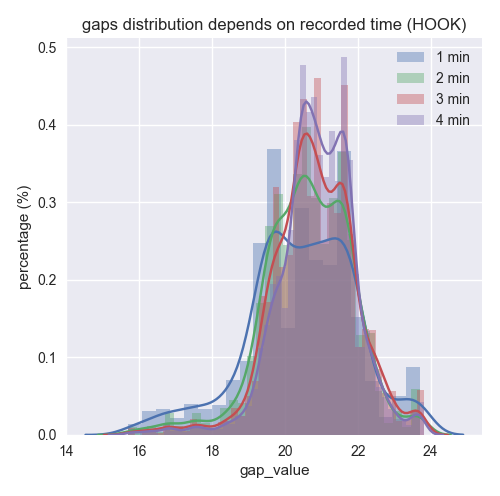 gaps distribution depends on recorded time (HOOK)
1 min
2 min
3 min
4 min
percentage (%)
0.5
0.4
0.3
0.2
0.1
0.0
14 16 18 20 22 24
gap_value